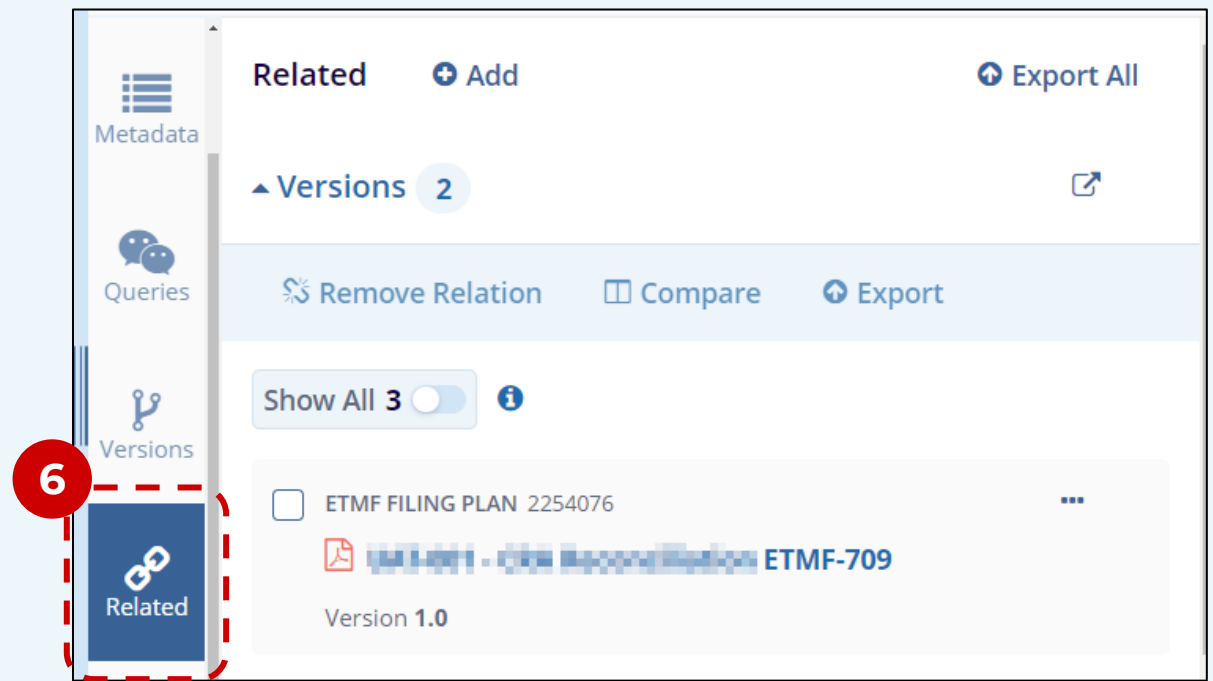 Metadata
Queries
Versions
6
Related
Related Add Export All
Versions 2
Remove Relation Compare Export
Show All 3
ETMF FILING PLAN 2254076
ETMF-709
Version 1.0